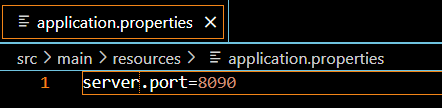 application.properties ×
src > main > resources > application.properties
1 server.port=8090